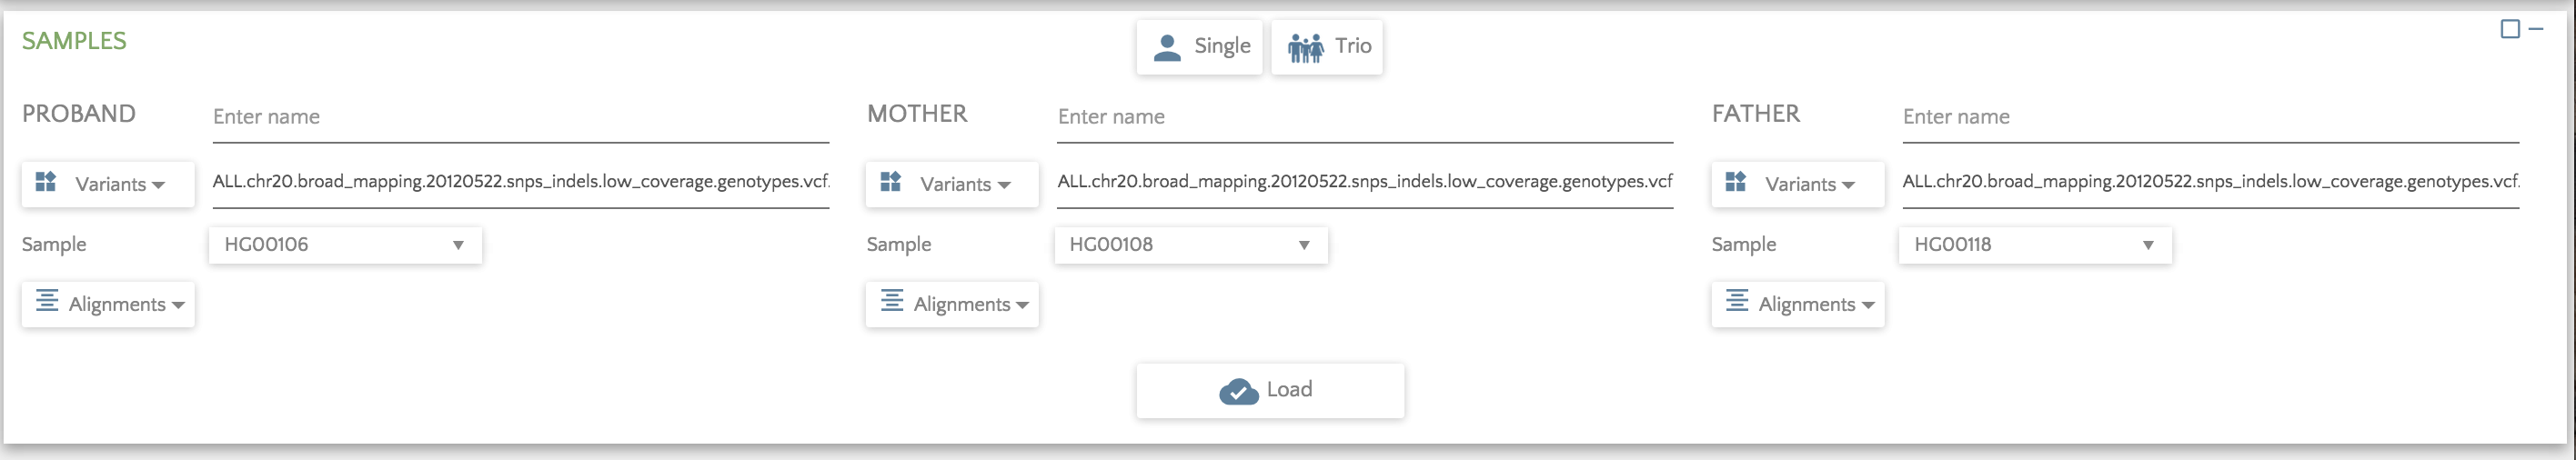 SAMPLES
Single Trio
PROBAND Enter name MOTHER Enter name FATHER Enter name
Variants ALL.chr20.broad_mapping.20120522.snps_indels.low_coverage.genotypes.vcf. Variants ALL.chr20.broad_mapping.20120522.snps_indels.low_coverage.genotypes.vcf Variants ALL.chr20.broad_mapping.20120522.snps_indels.low_coverage.genotypes.vcf.
Sample HG00106 Sample HG00108 Sample HG00118
Alignments Alignments Alignments
Load